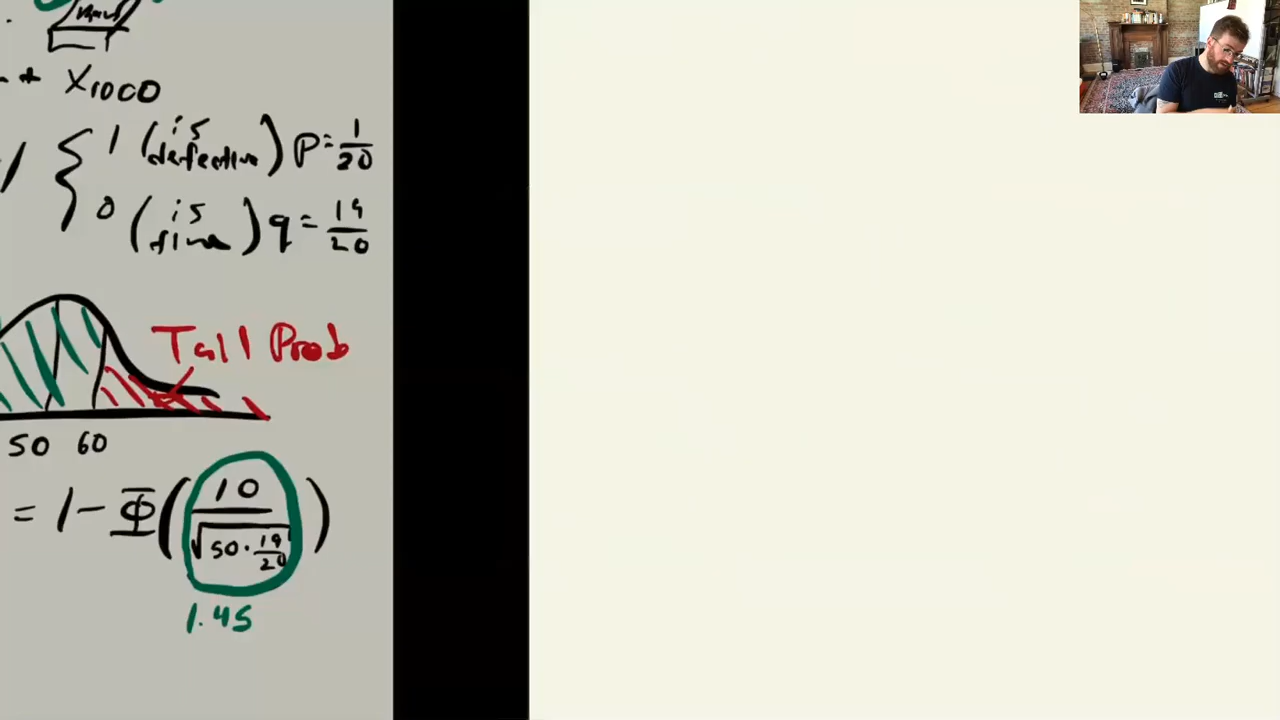 X1000
1 (is defective) P = 1/20
0 (is fine) q = 19/20
Tail Prob
50 60
= 1 - Φ(10/√50·19/20)
1.45